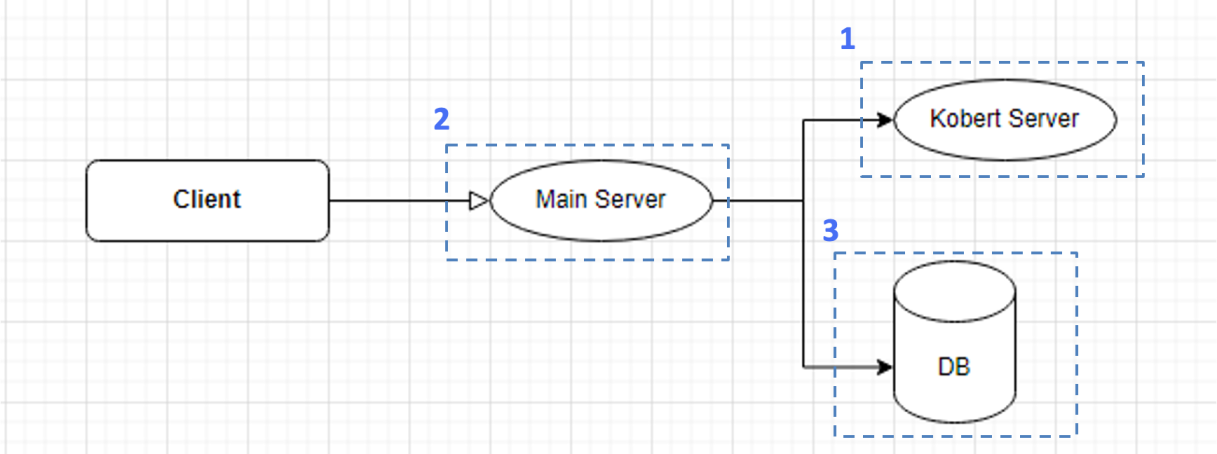 1
Kobert Server
2
Client
Main Server
3
DB